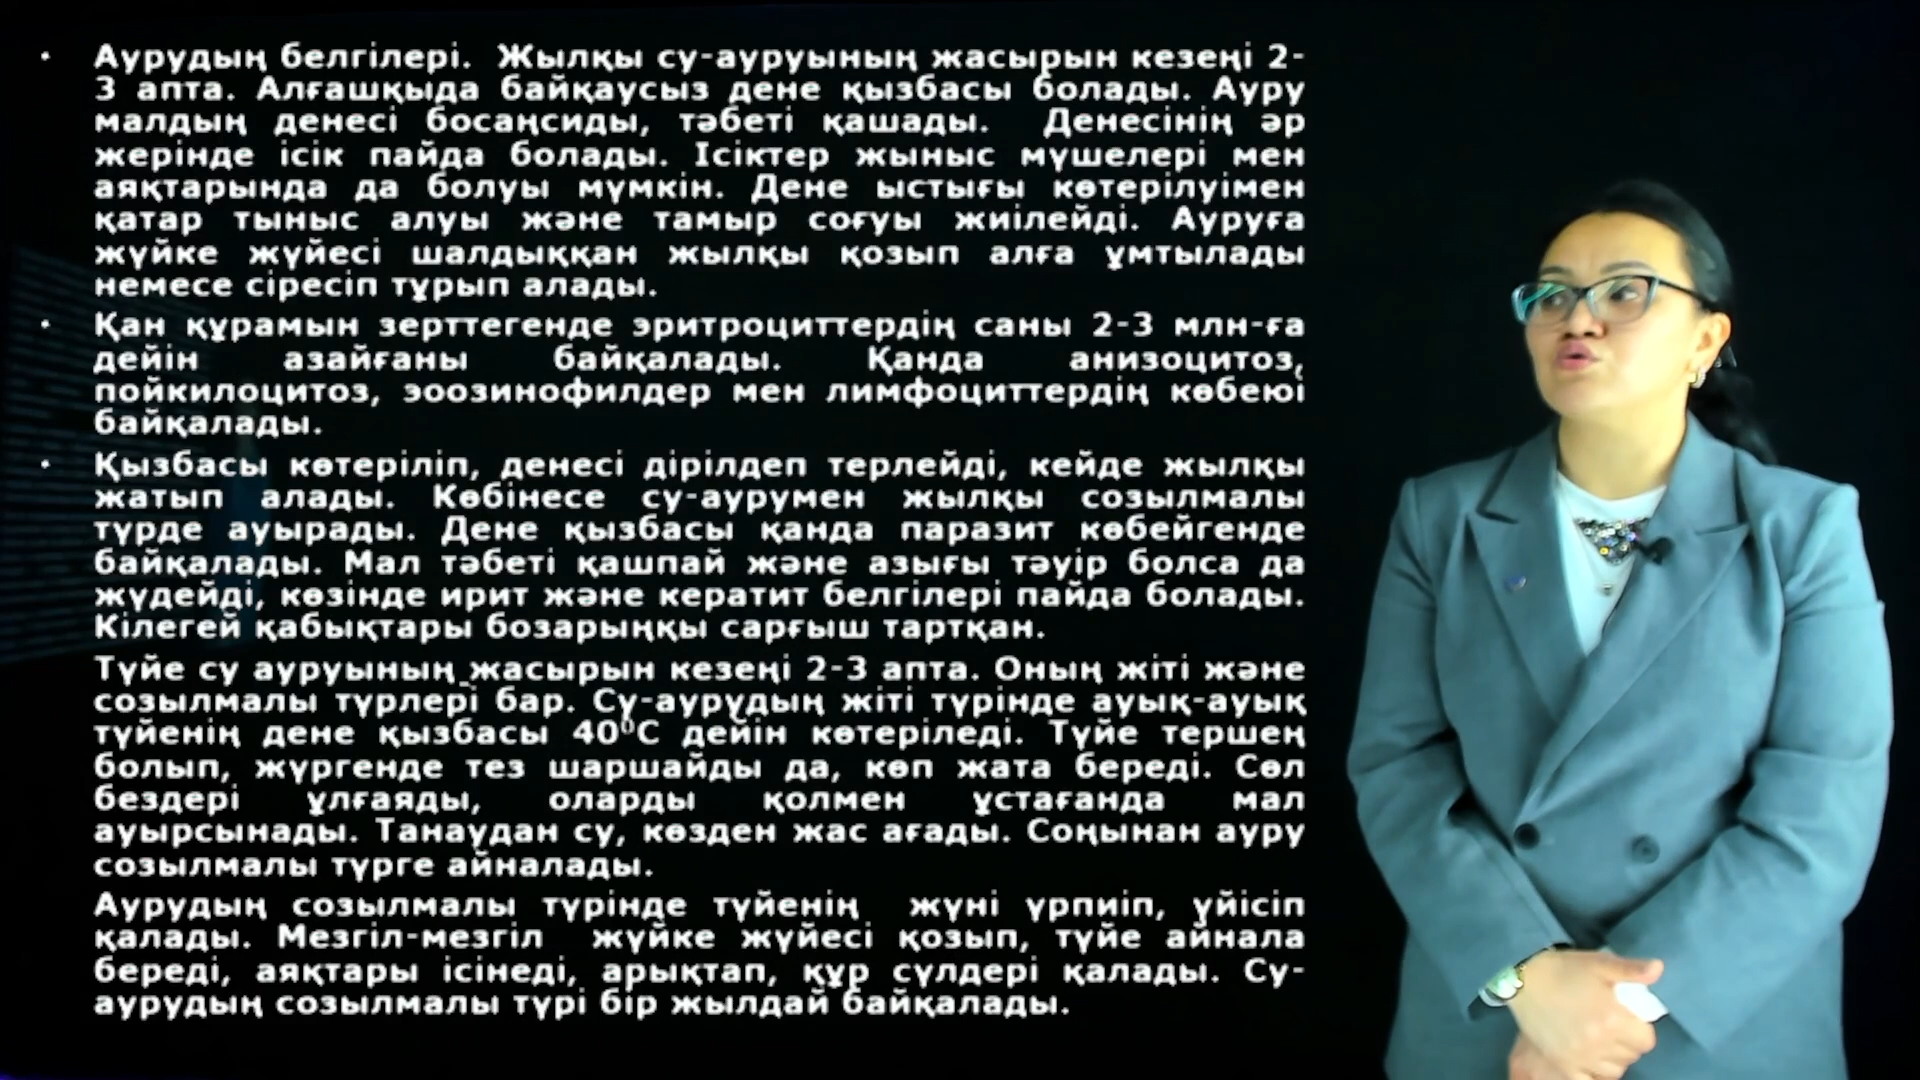 • Аурудың белгілері.  Жылқы су-ауруының жасырын кезеңі 2-
3 апта. Алғашқыда байқаусыз дене қызбасы болады. Ауру
малдың денесі босаңсиды, тәбеті қашады.  Денесінің әр
жерінде ісік пайда болады. Ісіктер жыныс мүшелері мен
аяқтарында да болуы мүмкін. Дене ыстығы көтерілуімен
қатар тыныс алуы және тамыр соғуы жиілейді. Ауруға
жүйке жүйесі шалдыққан жылқы қозып алға ұмтылады
немесе сіресіп тұрып алады.
• Қан құрамын зерттегенде эритроциттердің саны 2-3 млн-ға
дейін азайғаны байқалады. Қанда анизоцитоз,
пойкилоцитоз, эоозинофилдер мен лимфоциттердің көбеюі
байқалады.
• Қызбасы көтеріліп, денесі дірілдеп терлейді, кейде жылқы
жатып алады. Көбінесе су-аурумен жылқы созылмалы
түрде ауырады. Дене қызбасы қанда паразит көбейгенде
байқалады. Мал тәбеті қашпай және азығы тәуір болса да
жүдейді, көзінде ирит және кератит белгілері пайда болады.
Кілегей қабықтары бозарыңқы сарғыш тартқан.
Түйе су ауруының жасырын кезеңі 2-3 апта. Оның жіті және
созылмалы түрлері бар. Су-аурудың жіті түрінде ауық-ауық
түйенің дене қызбасы 40⁰С дейін көтеріледі. Түйе тершең
болып, жүргенде тез шаршайды да, көп жата береді. Сөл
бездері ұлғаяды, оларды қолмен ұстағанда мал
ауырсынады. Танаудан су, көзден жас ағады. Соңынан ауру
созылмалы түрге айналады.
Аурудың созылмалы түрінде түйенің  жүні үрпиіп, ұйісіп
қалады. Мезгіл-мезгіл  жүйке жүйесі қозып, түйе айнала
береді, аяқтары ісінеді, арықтап, құр сүлдері қалады. Су-
аурудың созылмалы түрі бір жылдай байқалады.